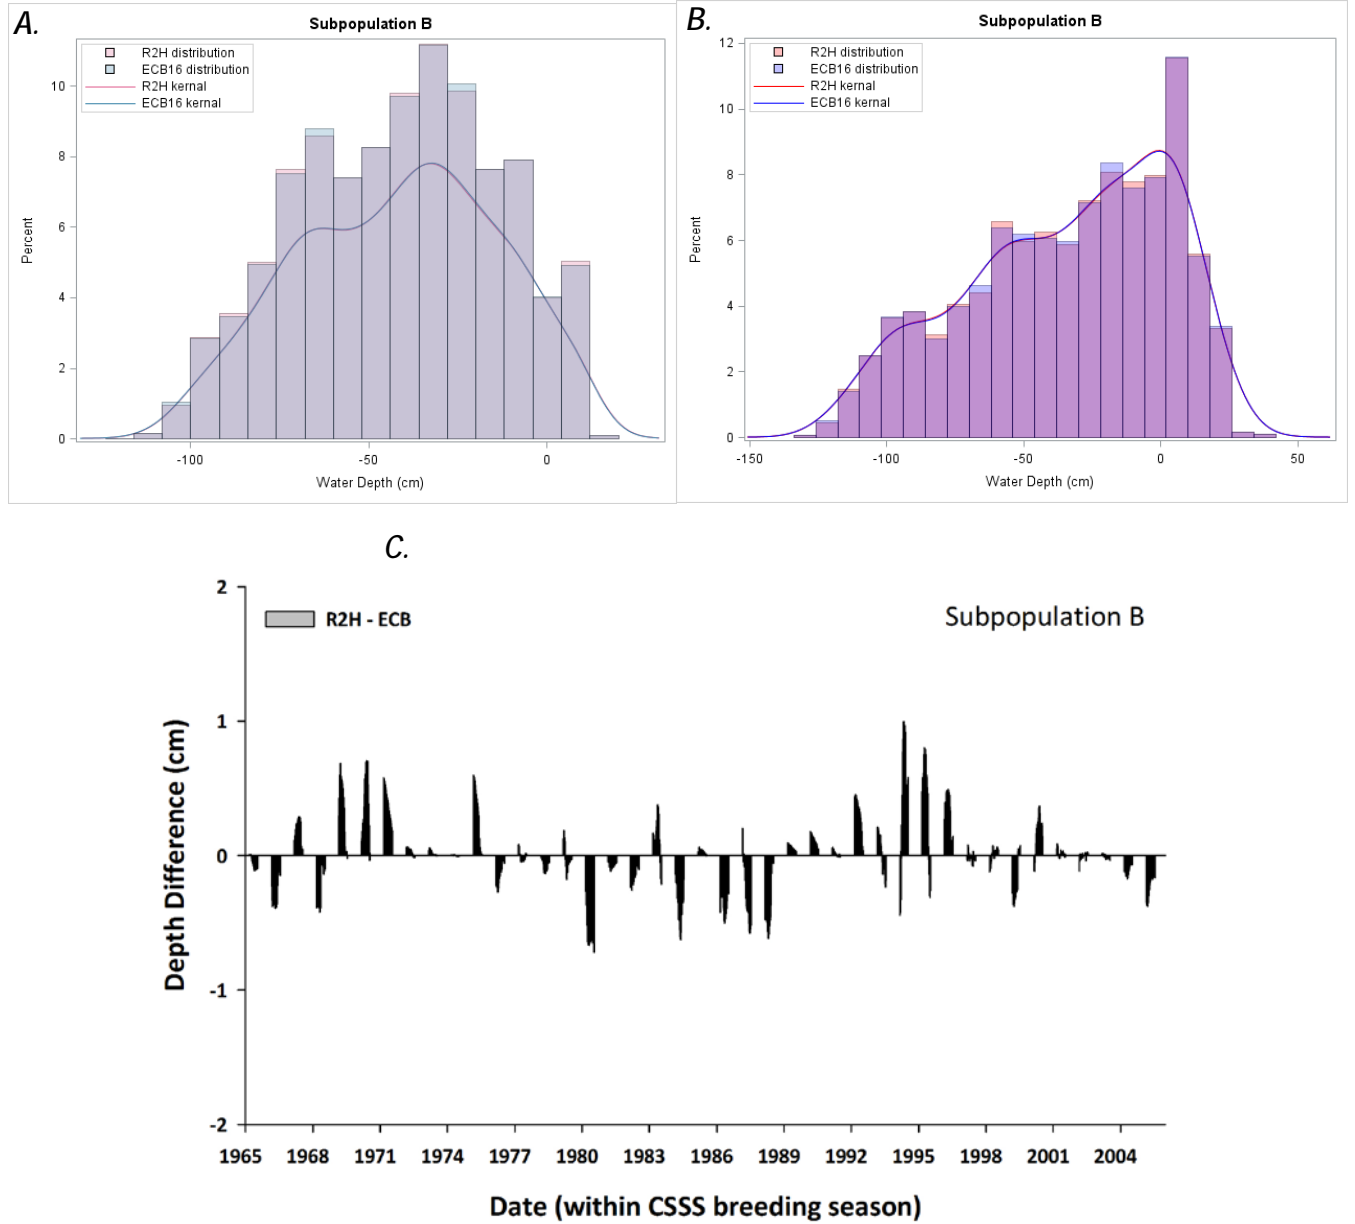 A.
Subpopulation B
R2H distribution
ECB16 distribution
R2H kernal
ECB16 kernal
10
8
6
4
2
0
Percent
-100 -50 0
Water Depth (cm)
B.
Subpopulation B
R2H distribution
ECB16 distribution
R2H kernal
ECB16 kernal
12
10
8
6
4
2
0
Percent
-150 -100 -50 0 50
Water Depth (cm)
C.
R2H - ECB
Subpopulation B
2
1
0
-1
-2
Depth Difference (cm)
1965 1968 1971 1974 1977 1980 1983 1986 1989 1992 1995 1998 2001 2004
Date (within CSSS breeding season)